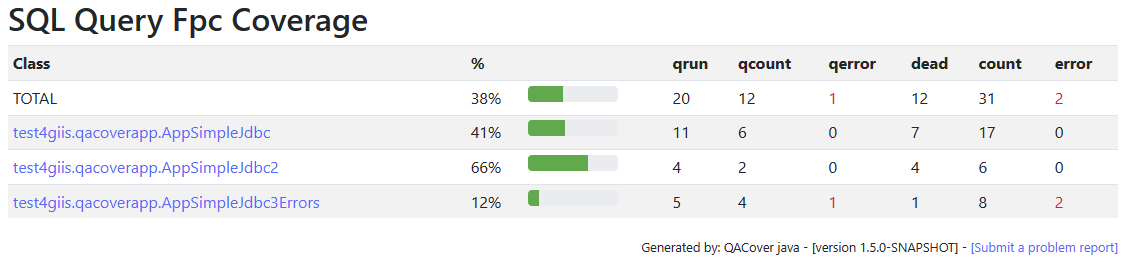 SQL Query Fpc Coverage
Class % qrun qcount qerror dead count error
TOTAL 38% 20 12 1 12 31 2
test4giis.qacoverapp.AppSimpleJdbc 41% 11 6 0 7 17 0
test4giis.qacoverapp.AppSimpleJdbc2 66% 4 2 0 4 6 0
test4giis.qacoverapp.AppSimpleJdbc3Errors 12% 5 4 1 1 8 2
Generated by: QACover java - [version 1.5.0-SNAPSHOT] - [Submit a problem report]